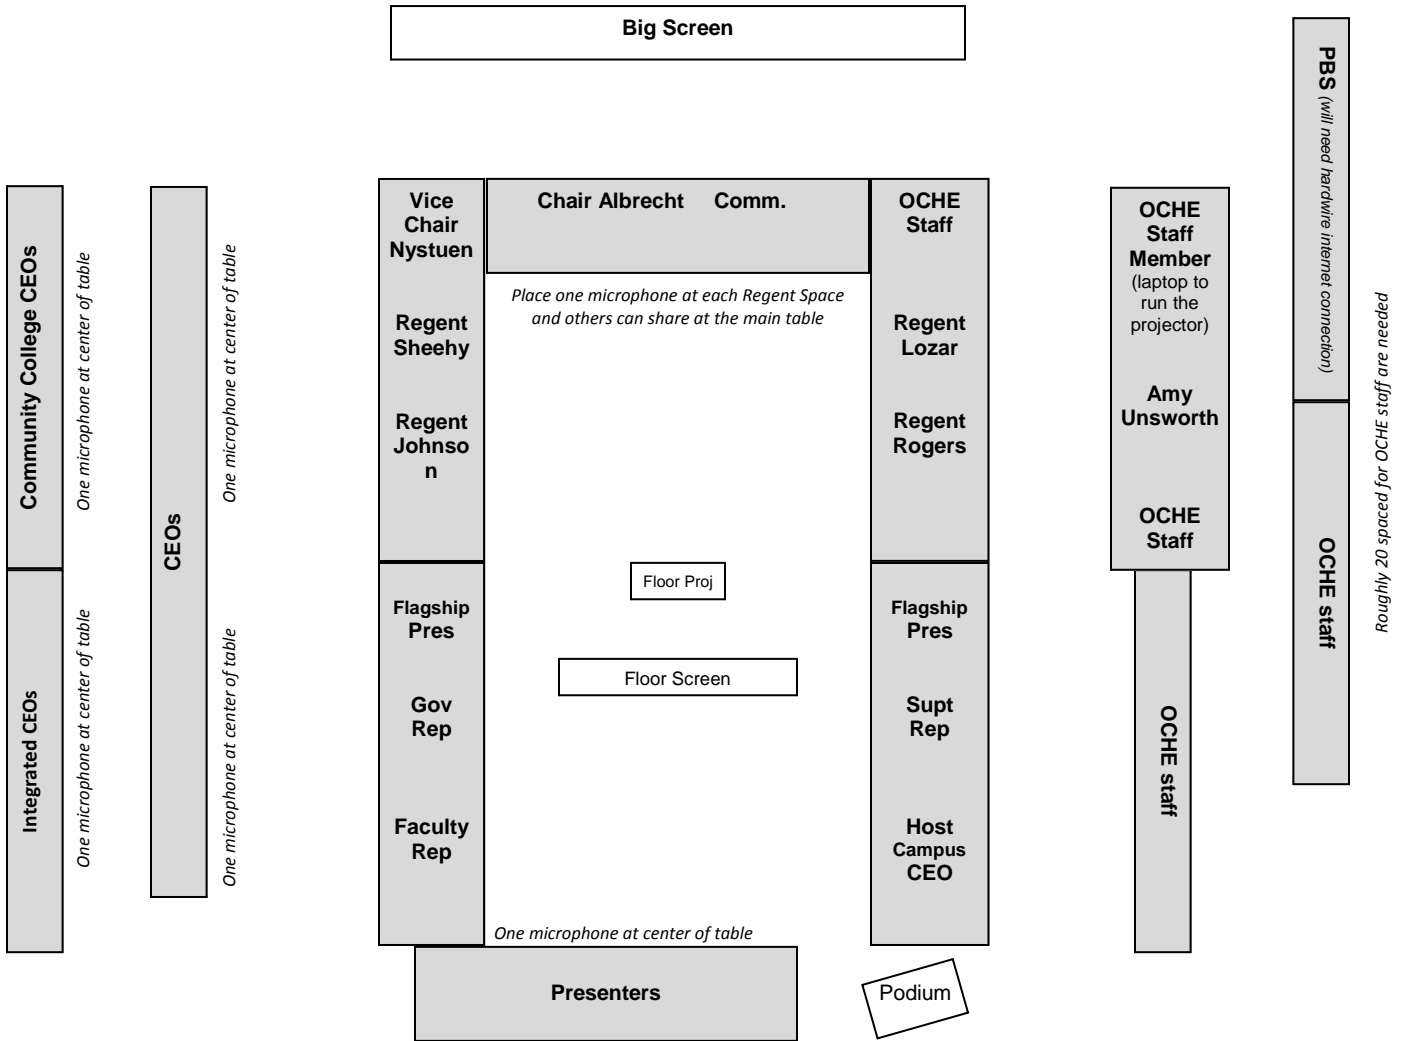 Big Screen
PBS (will need hardwire internet connection)
Community College CEOs
One microphone at center of table
Integrated CEOs
One microphone at center of table
CEOs
One microphone at center of table
One microphone at center of table
Vice
Chair
Nystuen
Regent
Sheehy
Regent
Johnso
n
Chair Albrecht Comm.
Place one microphone at each Regent Space
and others can share at the main table
OCHE
Staff
Regent
Lozar
Regent
Rogers
Floor Proj
Floor Screen
Flagship
Pres
Gov
Rep
Faculty
Rep
Flagship
Pres
Supt
Rep
Host
Campus
CEO
One microphone at center of table
Presenters
Podium
OCHE
Staff
Member
(laptop to
run the
projector)
Amy
Unsworth
OCHE
Staff
OCHE staff
OCHE staff
Roughly 20 spaced for OCHE staff are needed